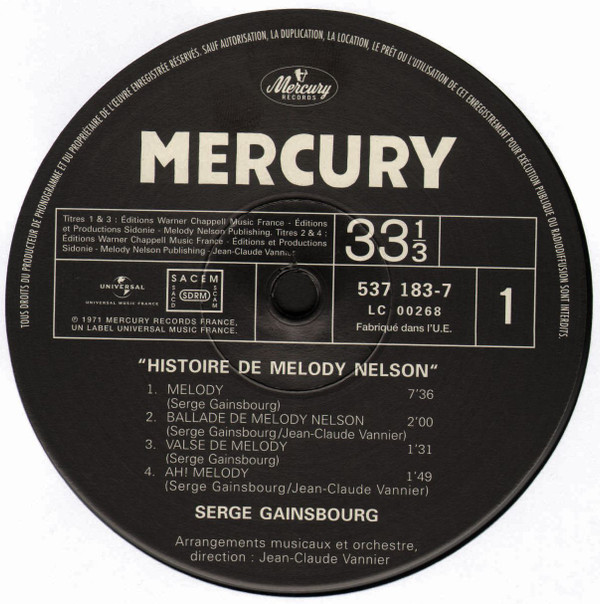 TOUS DROITS DU PRODUCTEUR DE PHONOGRAMME ET DU PROPRIÉTAIRE DE L'ŒUVRE ENREGISTRÉE RÉSERVÉS. SAUF AUTORISATION, LA DUPLICATION, LA LOCATION, LE PRÊT OU L'UTILISATION DE CET ENREGISTREMENT POUR EXÉCUTION PUBLIQUE OU RADIODIFFUSION SONT INTERDITS.
Mercury
RECORDS
MERCURY
Titres 1 & 3 : Éditions Warner Chappell Music France - Éditions
et Productions Sidonie - Melody Nelson Publishing. Titres 2 & 4 :
Éditions Warner Chappell Music France - Éditions et Productions
Sidonie - Melody Nelson Publishing - Jean-Claude Vannier
33 1/3
UNIVERSAL
UNIVERSAL MUSIC FRANCE
SACEM
SACD
SDRM
SCAM
537 183-7
LC 00268
Fabriqué dans l'U.E.
1
℗ 1971 MERCURY RECORDS FRANCE,
UN LABEL UNIVERSAL MUSIC FRANCE.
"HISTOIRE DE MELODY NELSON"
1. MELODY 7'36
(Serge Gainsbourg)
2. BALLADE DE MELODY NELSON 2'00
(Serge Gainsbourg/Jean-Claude Vannier)
3. VALSE DE MELODY 1'31
(Serge Gainsbourg)
4. AH! MELODY 1'49
(Serge Gainsbourg/Jean-Claude Vannier)
SERGE GAINSBOURG
Arrangements musicaux et orchestre,
direction : Jean-Claude Vannier